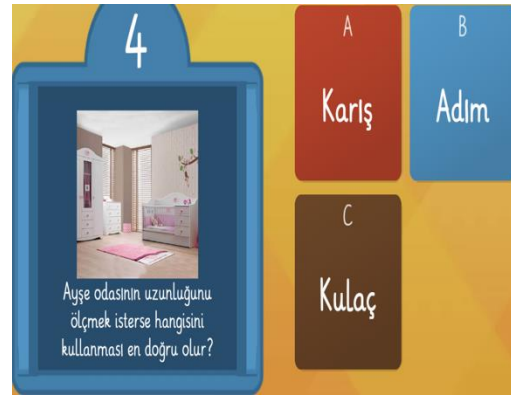 4
Ayşe odasının uzunluğunu
ölçmek isterse hangisini
kullanması en doğru olur?
A
Karış
B
Adım
C
Kulaç